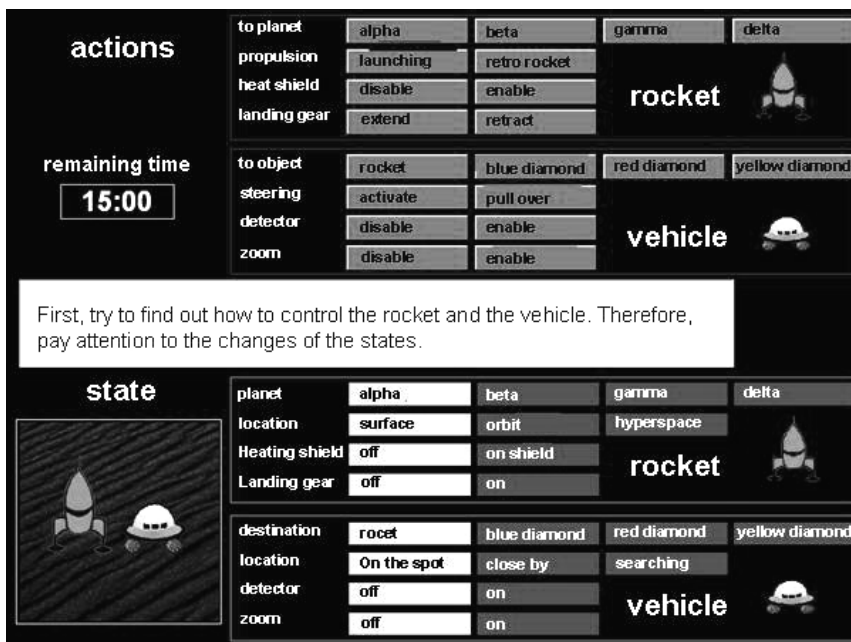 actions
to planet alpha beta gamma delta
propulsion launching retro rocket
heat shield disable enable
landing gear extend retract
rocket
remaining time
15:00
to object rocket blue diamond red diamond yellow diamond
steering activate pull over
detector disable enable
zoom disable enable
vehicle
First, try to find out how to control the rocket and the vehicle. Therefore,
pay attention to the changes of the states.
state
planet alpha beta gamma delta
location surface orbit hyperspace
Heating shield off on shield
Landing gear off on
rocket
destination rocet blue diamond red diamond yellow diamond
location On the spot close by searching
detector off on
zoom off on
vehicle